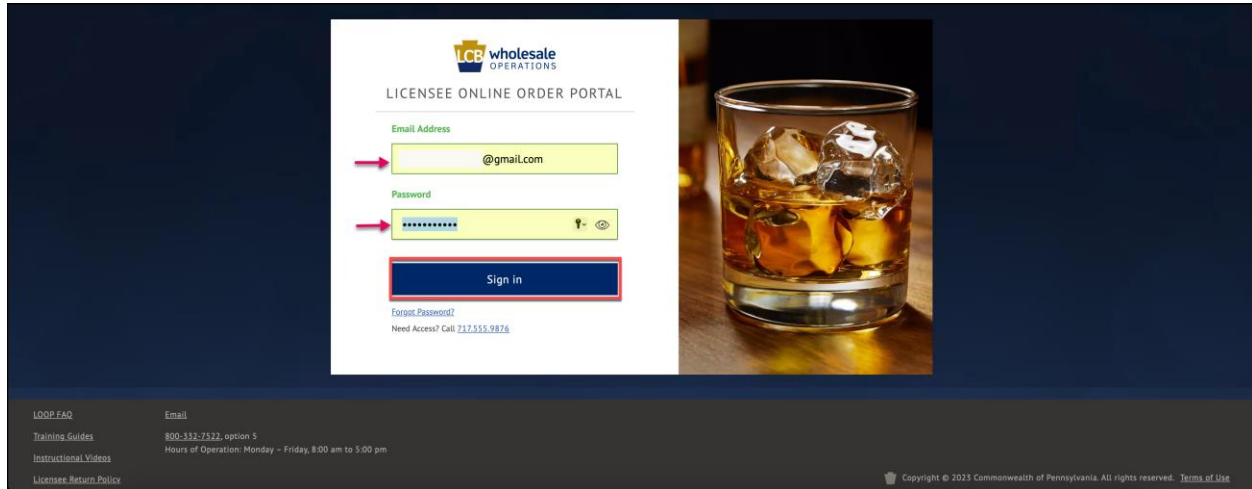 LCB wholesale
OPERATIONS
LICENSEE ONLINE ORDER PORTAL
Email Address
@gmail.com
Password
•••••••••••
Sign in
Forgot Password?
Need Access? Call 717.555.9876
LOOP FAQ
Training Guides
Instructional Videos
Licensee Return Policy
Email
800-332-7522, option 5
Hours of Operation: Monday – Friday, 8:00 am to 5:00 pm
Copyright © 2023 Commonwealth of Pennsylvania. All rights reserved. Terms of Use